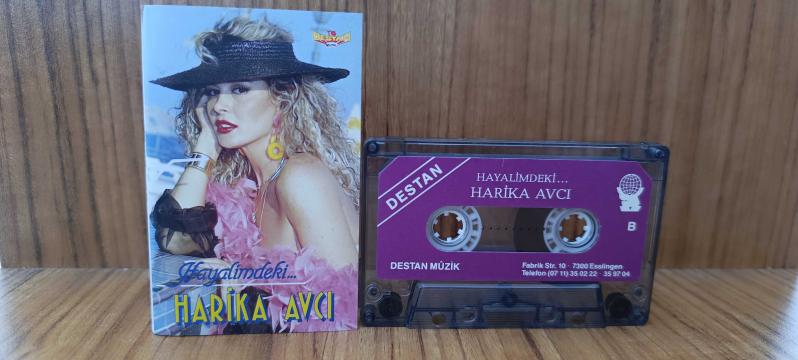 DESTAN
Hayalimdeki...
HARİKA AVCI
DESTAN
HAYALİMDEKİ...
HARİKA AVCI
B
DESTAN MÜZİK
Fabrik Str. 10 · 7300 Esslingen
Telefon (07 11) 35 02 22 · 35 97 04